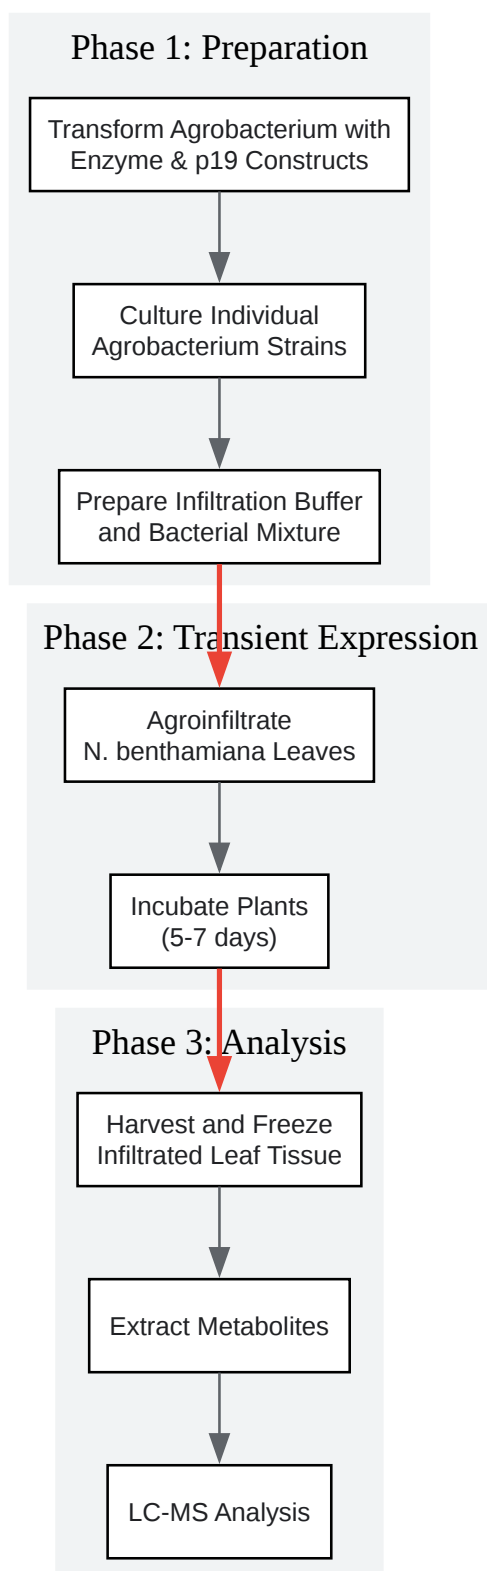 Phase 1: Preparation
Transform Agrobacterium with
Enzyme & p19 Constructs
Culture Individual
Agrobacterium Strains
Prepare Infiltration Buffer
and Bacterial Mixture
Phase 2: Transient Expression
Agroinfiltrate
N. benthamiana Leaves
Incubate Plants
(5-7 days)
Phase 3: Analysis
Harvest and Freeze
Infiltrated Leaf Tissue
Extract Metabolites
LC-MS Analysis